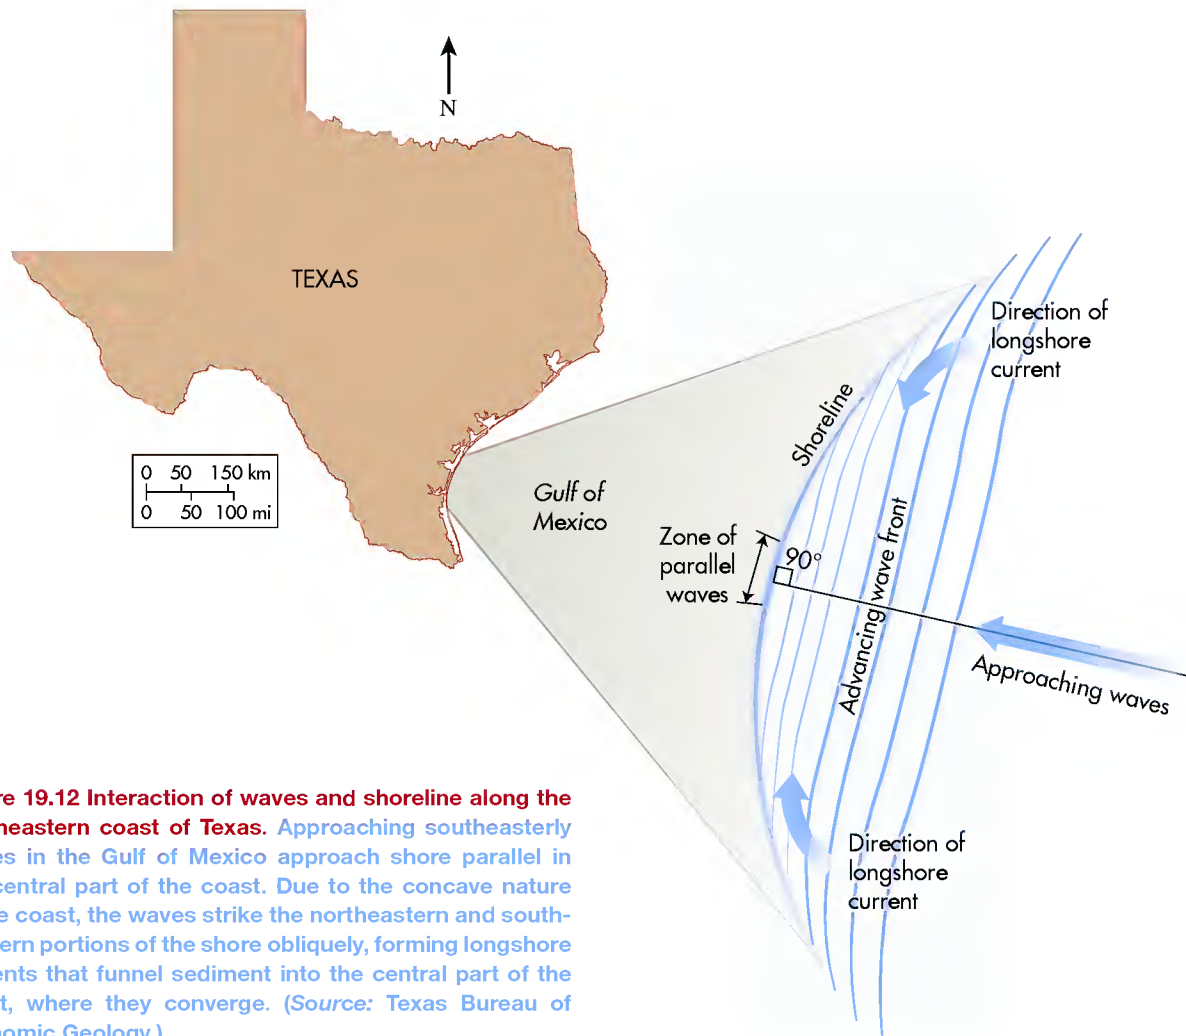 N
TEXAS
0 50 150 km
0 50 100 mi
Gulf of
Mexico
Shoreline
Zone of
parallel
waves
90°
Advancing wave front
Direction of
longshore
current
Approaching waves
Direction of
longshore
current
re 19.12 Interaction of waves and shoreline along the
heastern coast of Texas. Approaching southeasterly
es in the Gulf of Mexico approach shore parallel in
central part of the coast. Due to the concave nature
e coast, the waves strike the northeastern and south-
ern portions of the shore obliquely, forming longshore
ents that funnel sediment into the central part of the
t, where they converge. (Source: Texas Bureau of
nomic Geology.)